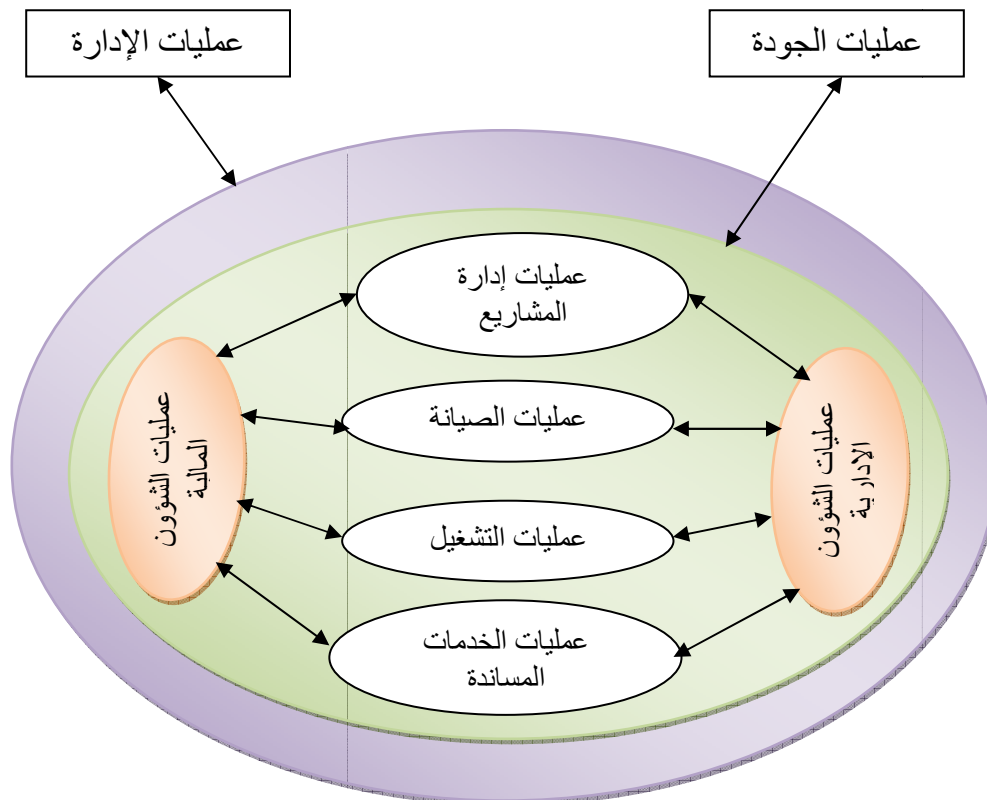 عمليات الجودة
عمليات الإدارة
عمليات إدارة
المشاريع
عمليات الصيانة
عمليات التشغيل
عمليات الخدمات
المساندة
عمليات الشؤون
الإدارية
عمليات الشؤون
المالية